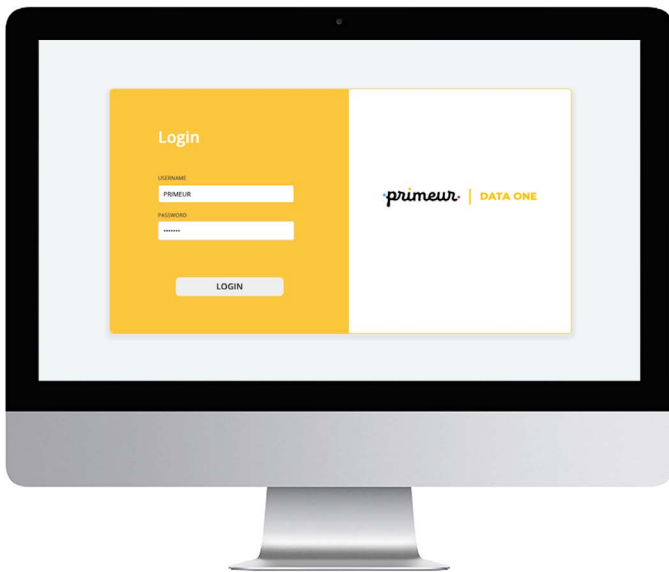 Login
USERNAME
PRIMEUR
PASSWORD
•••••••
LOGIN
primeur | DATA ONE